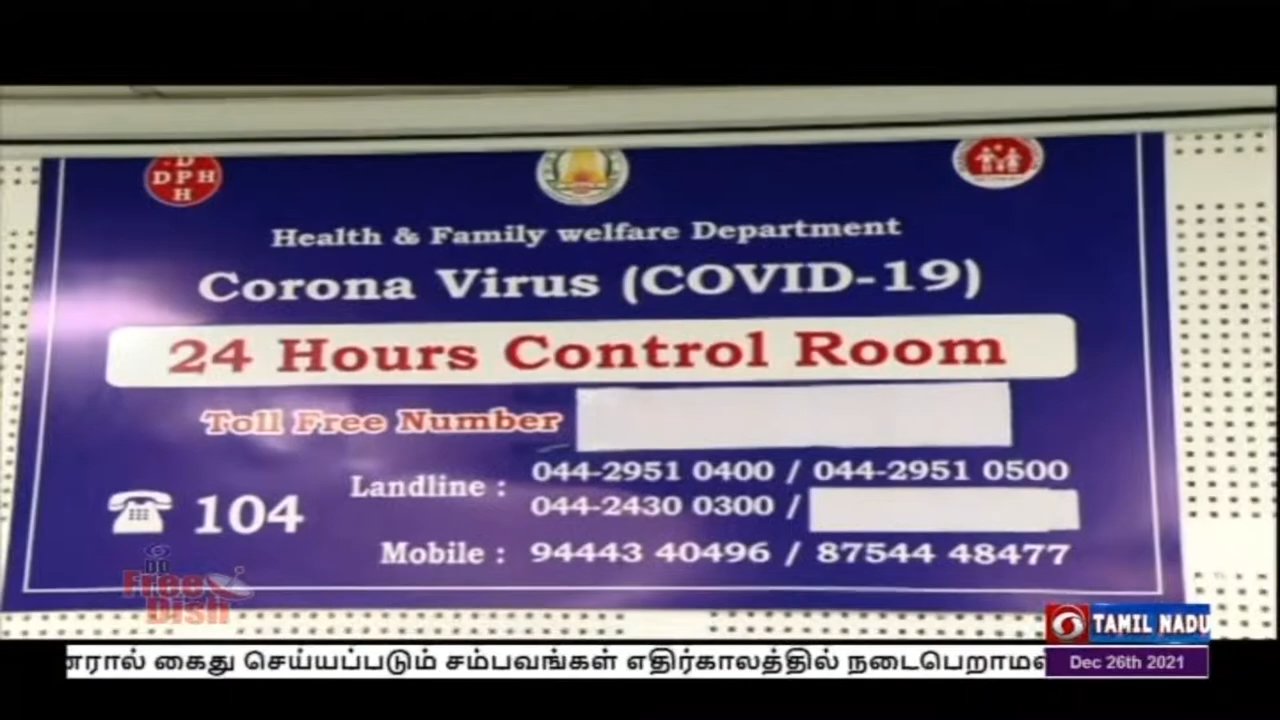 D
DPH
H
Health & Family welfare Department
Corona Virus (COVID-19)
24 Hours Control Room
Toll Free Number
Landline : 044-2951 0400 / 044-2951 0500
044-2430 0300 /
104
Mobile : 94443 40496 / 87544 48477
DD
Free
Dish
TAMIL NADU
னரால் கைது செய்யப்படும் சம்பவங்கள் எதிர்காலத்தில் நடைபெறாமல்
Dec 26th 2021